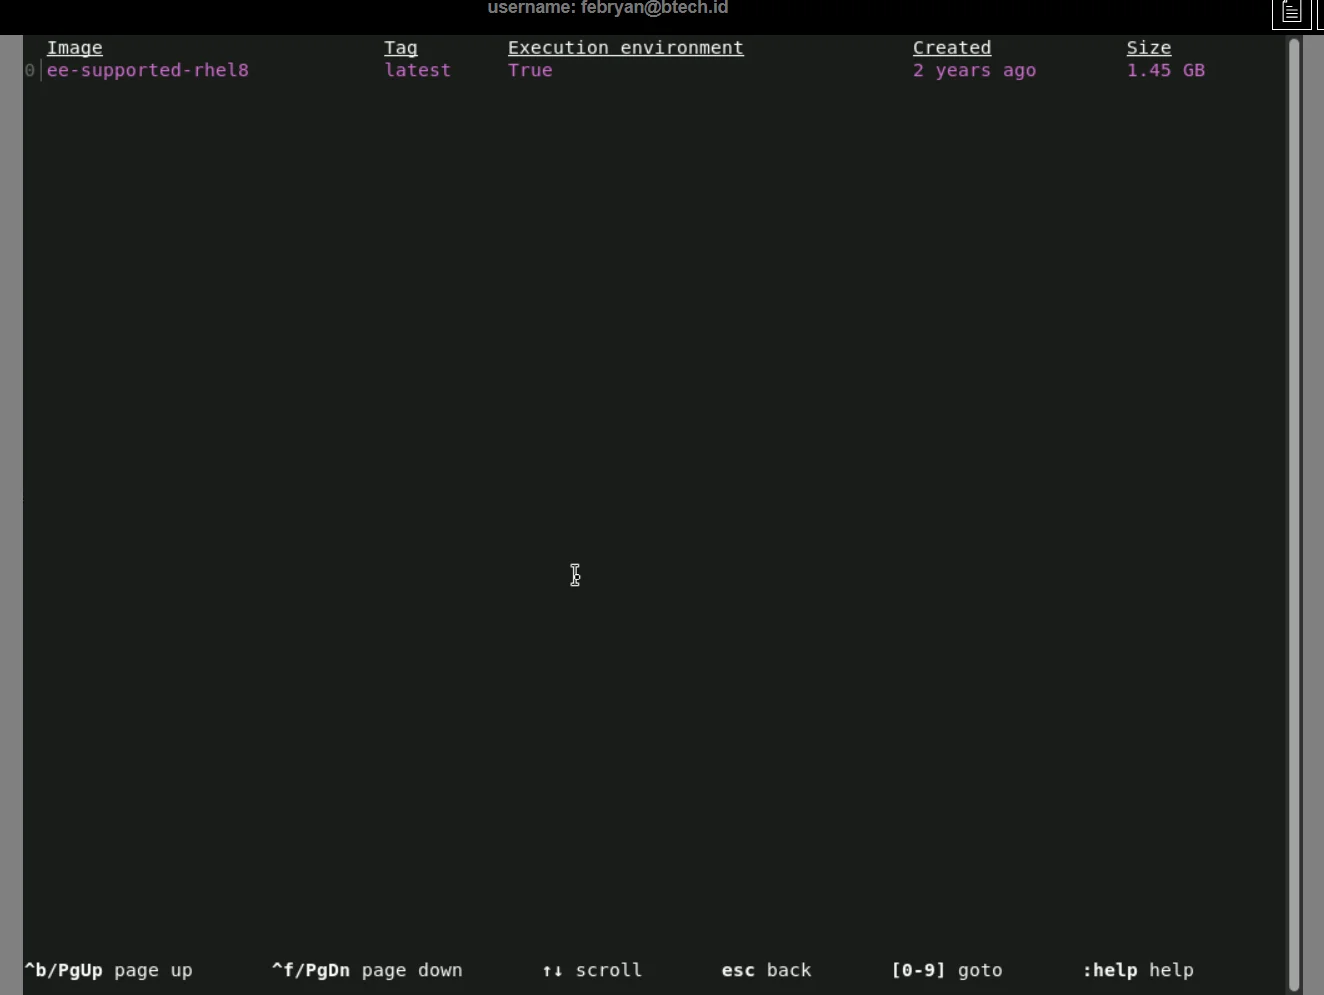 username: febryan@btech.id
Image Tag Execution environment Created Size
0│ee-supported-rhel8 latest True 2 years ago 1.45 GB
^b/PgUp page up ^f/PgDn page down ↑↓ scroll esc back [0-9] goto :help help